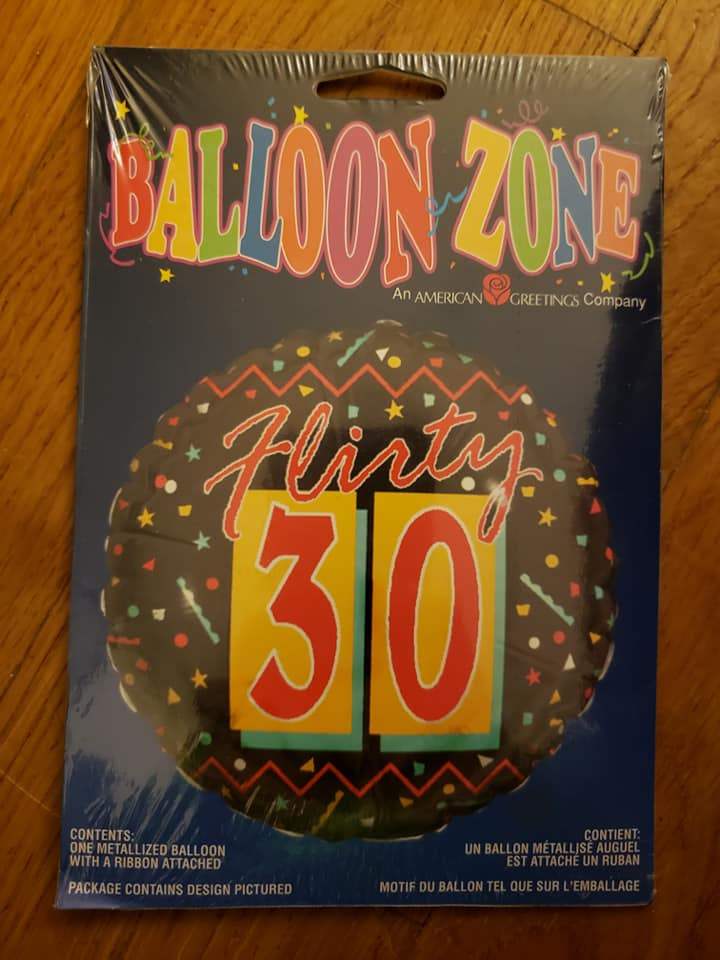 BALLOON ZONE
An AMERICAN GREETINGS Company
Flirty
30
CONTENTS:
ONE METALLIZED BALLOON
WITH A RIBBON ATTACHED
PACKAGE CONTAINS DESIGN PICTURED
CONTIENT:
UN BALLON MÉTALLISÉ AUQUEL
EST ATTACHÉ UN RUBAN
MOTIF DU BALLON TEL QUE SUR L'EMBALLAGE